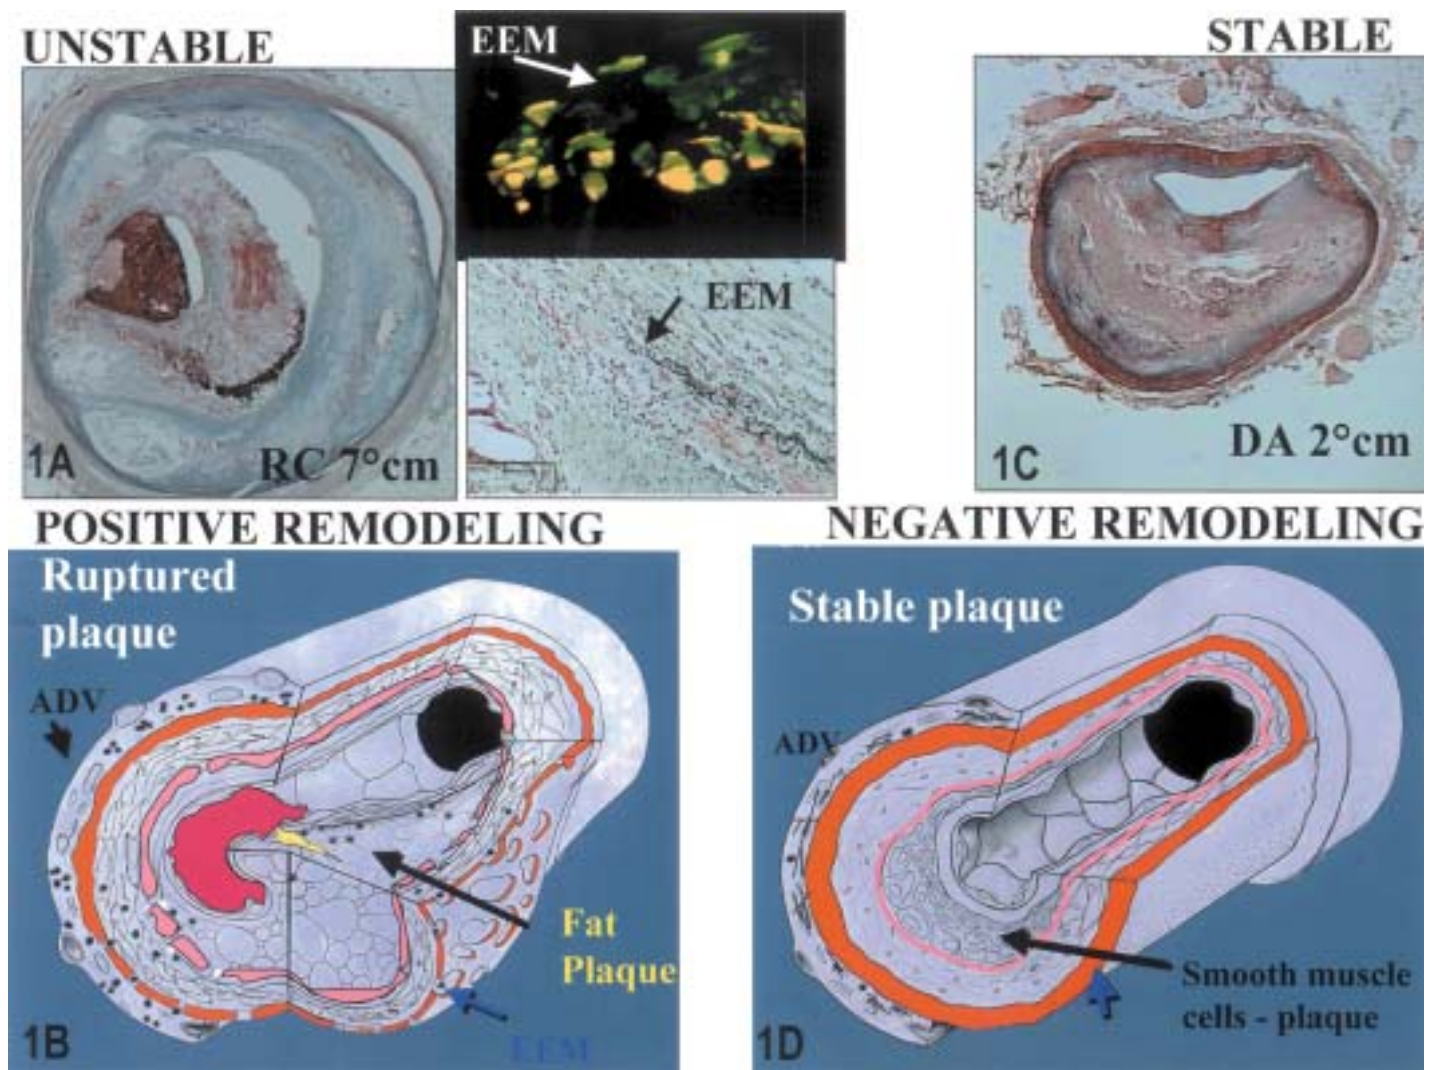 UNSTABLE
EEM
STABLE
EEM
1A
RC 7°cm
1C
DA 2°cm
POSITIVE REMODELING
NEGATIVE REMODELING
Ruptured
plaque
ADV
Fat
Plaque
EEM
1B
Stable plaque
ADV
Smooth muscle
cells - plaque
1D